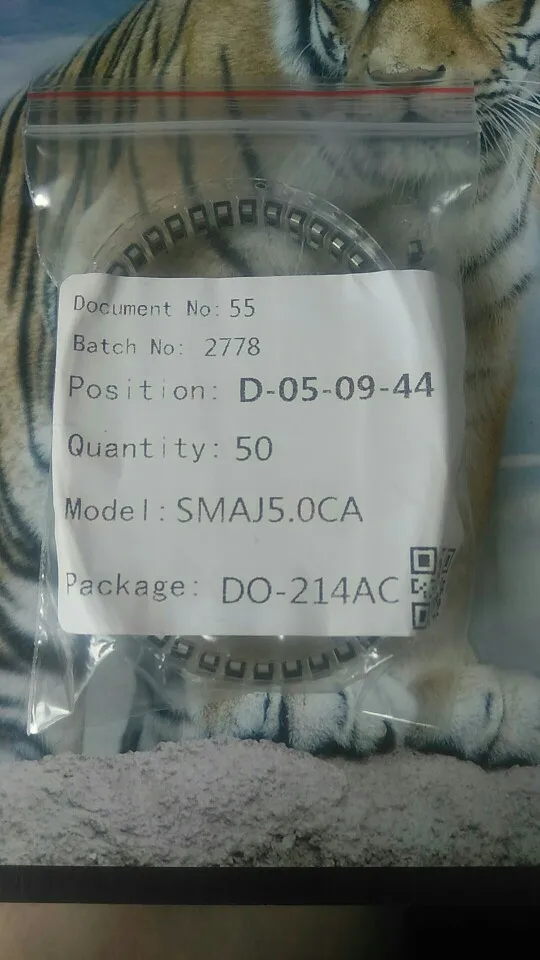 Document No: 55
Batch No: 2778
Position: D-05-09-44
Quantity: 50
Model: SMAJ5.0CA
Package: DO-214AC